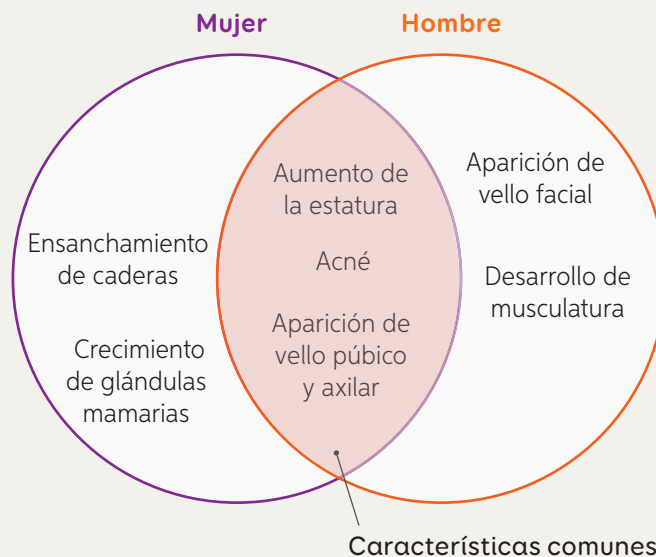 Mujer
Hombre
Ensanchamiento
de caderas
Crecimiento
de glándulas
mamarias
Aumento de
la estatura
Acné
Aparición de
vello púbico
y axilar
Aparición de
vello facial
Desarrollo de
musculatura
Características comunes